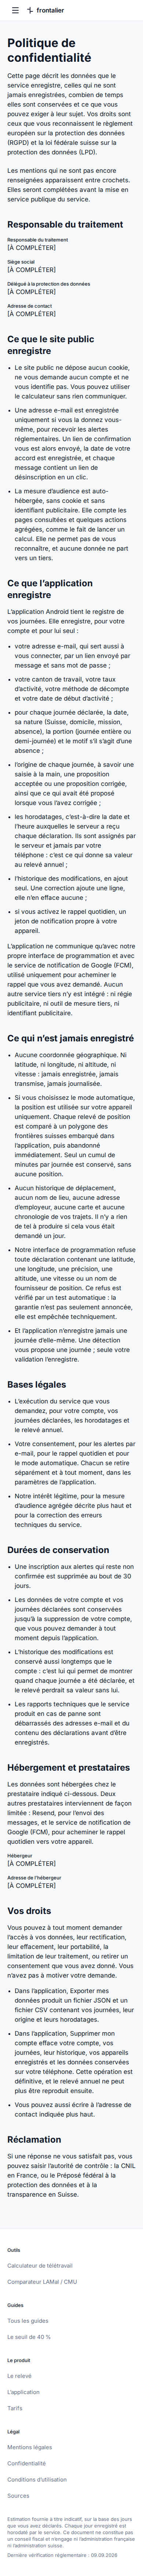 frontalier
Politique de
confidentialité
Cette page décrit les données que le
service enregistre, celles qui ne sont
jamais enregistrées, combien de temps
elles sont conservées et ce que vous
pouvez exiger à leur sujet. Vos droits sont
ceux que vous reconnaissent le règlement
européen sur la protection des données
(RGPD) et la loi fédérale suisse sur la
protection des données (LPD).
Les mentions qui ne sont pas encore
renseignées apparaissent entre crochets.
Elles seront complétées avant la mise en
service publique du service.
Responsable du traitement
Responsable du traitement
[À COMPLÉTER]
Siège social
[À COMPLÉTER]
Délégué à la protection des données
[À COMPLÉTER]
Adresse de contact
[À COMPLÉTER]
Ce que le site public
enregistre
• Le site public ne dépose aucun cookie,
ne vous demande aucun compte et ne
vous identifie pas. Vous pouvez utiliser
le calculateur sans rien communiquer.
• Une adresse e-mail est enregistrée
uniquement si vous la donnez vous-
même, pour recevoir les alertes
réglementaires. Un lien de confirmation
vous est alors envoyé, la date de votre
accord est enregistrée, et chaque
message contient un lien de
désinscription en un clic.
• La mesure d'audience est auto-
hébergée, sans cookie et sans
identifiant publicitaire. Elle compte les
pages consultées et quelques actions
agrégées, comme le fait de lancer un
calcul. Elle ne permet pas de vous
reconnaître, et aucune donnée ne part
vers un tiers.
Ce que l'application
enregistre
L'application Android tient le registre de
vos journées. Elle enregistre, pour votre
compte et pour lui seul :
• votre adresse e-mail, qui sert aussi à
vous connecter, par un lien envoyé par
message et sans mot de passe ;
• votre canton de travail, votre taux
d'activité, votre méthode de décompte
et votre date de début d'activité ;
• pour chaque journée déclarée, la date,
sa nature (Suisse, domicile, mission,
absence), la portion (journée entière ou
demi-journée) et le motif s'il s'agit d'une
absence ;
• l'origine de chaque journée, à savoir une
saisie à la main, une proposition
acceptée ou une proposition corrigée,
ainsi que ce qui avait été proposé
lorsque vous l'avez corrigée ;
• les horodatages, c'est-à-dire la date et
l'heure auxquelles le serveur a reçu
chaque déclaration. Ils sont assignés par
le serveur et jamais par votre
téléphone : c'est ce qui donne sa valeur
au relevé annuel ;
• l'historique des modifications, en ajout
seul. Une correction ajoute une ligne,
elle n'en efface aucune ;
• si vous activez le rappel quotidien, un
jeton de notification propre à votre
appareil.
L'application ne communique qu'avec notre
propre interface de programmation et avec
le service de notification de Google (FCM),
utilisé uniquement pour acheminer le
rappel que vous avez demandé. Aucun
autre service tiers n'y est intégré : ni régie
publicitaire, ni outil de mesure tiers, ni
identifiant publicitaire.
Ce qui n'est jamais enregistré
• Aucune coordonnée géographique. Ni
latitude, ni longitude, ni altitude, ni
vitesse : jamais enregistrée, jamais
transmise, jamais journalisée.
• Si vous choisissez le mode automatique,
la position est utilisée sur votre appareil
uniquement. Chaque relevé de position
est comparé à un polygone des
frontières suisses embarqué dans
l'application, puis abandonné
immédiatement. Seul un cumul de
minutes par journée est conservé, sans
aucune position.
• Aucun historique de déplacement,
aucun nom de lieu, aucune adresse
d'employeur, aucune carte et aucune
chronologie de vos trajets. Il n'y a rien
de tel à produire si cela vous était
demandé un jour.
• Notre interface de programmation refuse
toute déclaration contenant une latitude,
une longitude, une précision, une
altitude, une vitesse ou un nom de
fournisseur de position. Ce refus est
vérifié par un test automatique : la
garantie n'est pas seulement annoncée,
elle est empêchée techniquement.
• Et l'application n'enregistre jamais une
journée d'elle-même. Une détection
vous propose une journée ; seule votre
validation l'enregistre.
Bases légales
• L'exécution du service que vous
demandez, pour votre compte, vos
journées déclarées, les horodatages et
le relevé annuel.
• Votre consentement, pour les alertes par
e-mail, pour le rappel quotidien et pour
le mode automatique. Chacun se retire
séparément et à tout moment, dans les
paramètres de l'application.
• Notre intérêt légitime, pour la mesure
d'audience agrégée décrite plus haut et
pour la correction des erreurs
techniques du service.
Durées de conservation
• Une inscription aux alertes qui reste non
confirmée est supprimée au bout de 30
jours.
• Les données de votre compte et vos
journées déclarées sont conservées
jusqu'à la suppression de votre compte,
que vous pouvez demander à tout
moment depuis l'application.
• L'historique des modifications est
conservé aussi longtemps que le
compte : c'est lui qui permet de montrer
quand chaque journée a été déclarée, et
le relevé perdrait sa valeur sans lui.
• Les rapports techniques que le service
produit en cas de panne sont
débarrassés des adresses e-mail et du
contenu des déclarations avant d'être
enregistrés.
Hébergement et prestataires
Les données sont hébergées chez le
prestataire indiqué ci-dessous. Deux
autres prestataires interviennent de façon
limitée : Resend, pour l'envoi des
messages, et le service de notification de
Google (FCM), pour acheminer le rappel
quotidien vers votre appareil.
Hébergeur
[À COMPLÉTER]
Adresse de l'hébergeur
[À COMPLÉTER]
Vos droits
Vous pouvez à tout moment demander
l'accès à vos données, leur rectification,
leur effacement, leur portabilité, la
limitation de leur traitement, ou retirer un
consentement que vous avez donné. Vous
n'avez pas à motiver votre demande.
• Dans l'application, Exporter mes
données produit un fichier JSON et un
fichier CSV contenant vos journées, leur
origine et leurs horodatages.
• Dans l'application, Supprimer mon
compte efface votre compte, vos
journées, leur historique, vos appareils
enregistrés et les données conservées
sur votre téléphone. Cette opération est
définitive, et le relevé annuel ne peut
plus être reproduit ensuite.
• Vous pouvez aussi écrire à l'adresse de
contact indiquée plus haut.
Réclamation
Si une réponse ne vous satisfait pas, vous
pouvez saisir l'autorité de contrôle : la CNIL
en France, ou le Préposé fédéral à la
protection des données et à la
transparence en Suisse.
Outils
Calculateur de télétravail
Comparateur LAMal / CMU
Guides
Tous les guides
Le seuil de 40 %
Le produit
Le relevé
L'application
Tarifs
Légal
Mentions légales
Confidentialité
Conditions d'utilisation
Sources
Estimation fournie à titre indicatif, sur la base des jours
que vous avez déclarés. Chaque jour enregistré est
horodaté par le service. Ce document ne constitue pas
un conseil fiscal et n'engage ni l'administration française
ni l'administration suisse.
Dernière vérification réglementaire : 09.09.2026